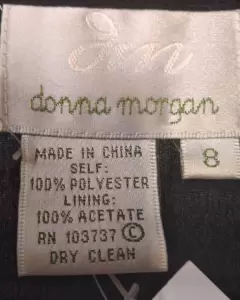 dm
donna morgan
MADE IN CHINA
SELF:
100% POLYESTER
LINING:
100% ACETATE
RN 103737 ©
DRY CLEAN
8